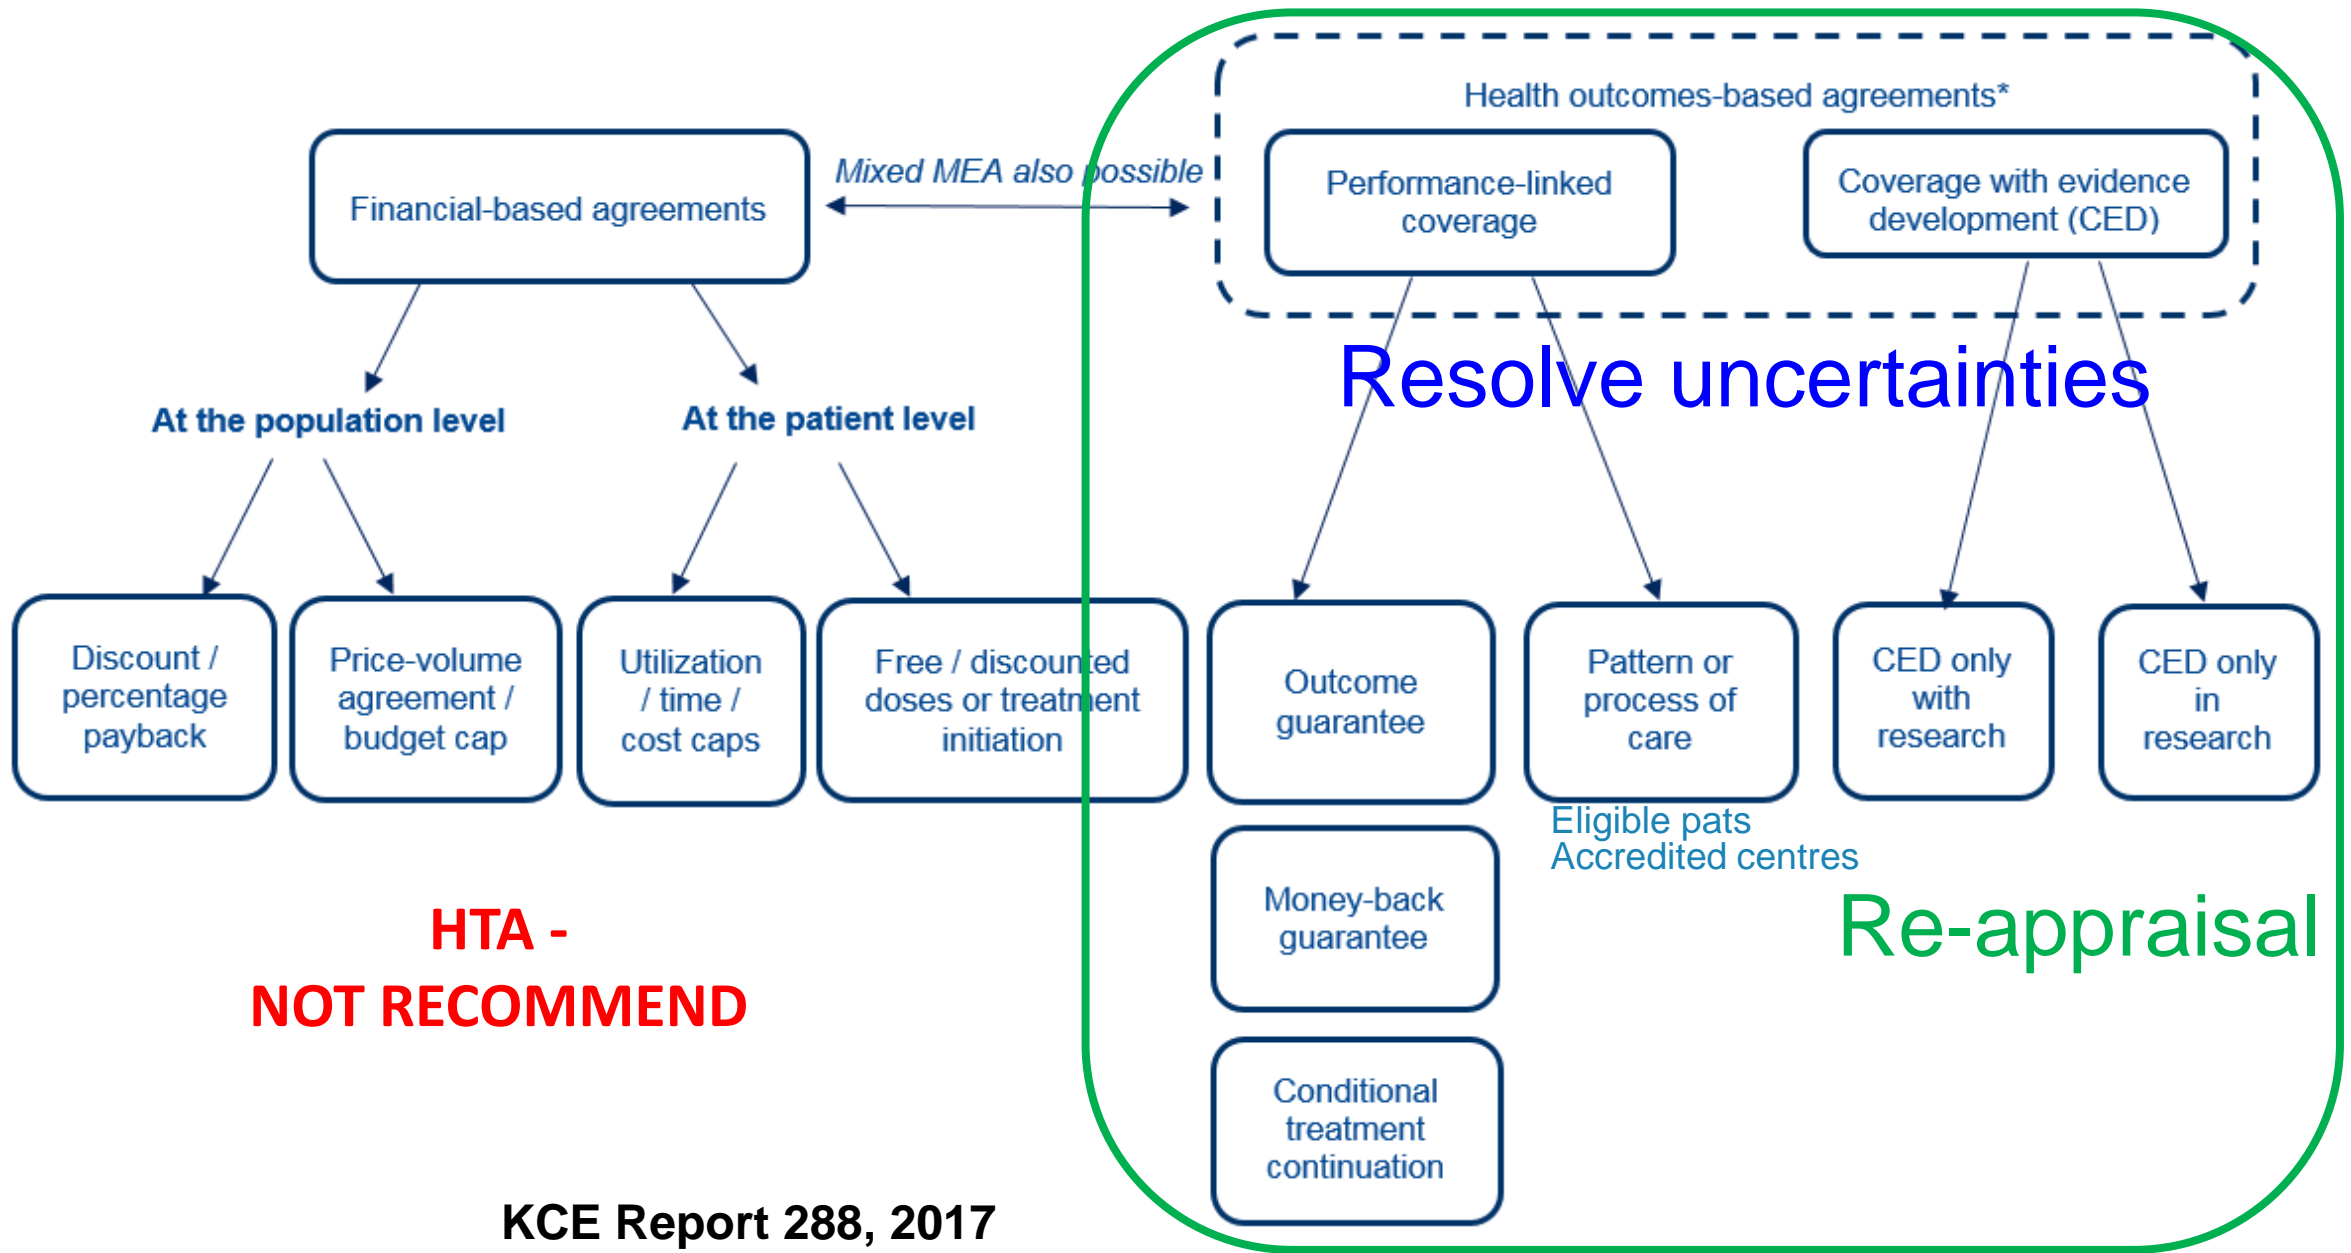 Health outcomes-based agreements*
Financial-based agreements
Mixed MEA also possible
Performance-linked
coverage
Coverage with evidence
development (CED)
Resolve uncertainties
At the population level
At the patient level
Discount /
percentage
payback
Price-volume
agreement /
budget cap
Utilization
/ time /
cost caps
Free / discounted
doses or treatment
initiation
Outcome
guarantee
Pattern or
process of
care
CED only
with
research
CED only
in
research
Eligible pats
Accredited centres
Money-back
guarantee
HTA -
NOT RECOMMEND
Re-appraisal
Conditional
treatment
continuation
KCE Report 288, 2017